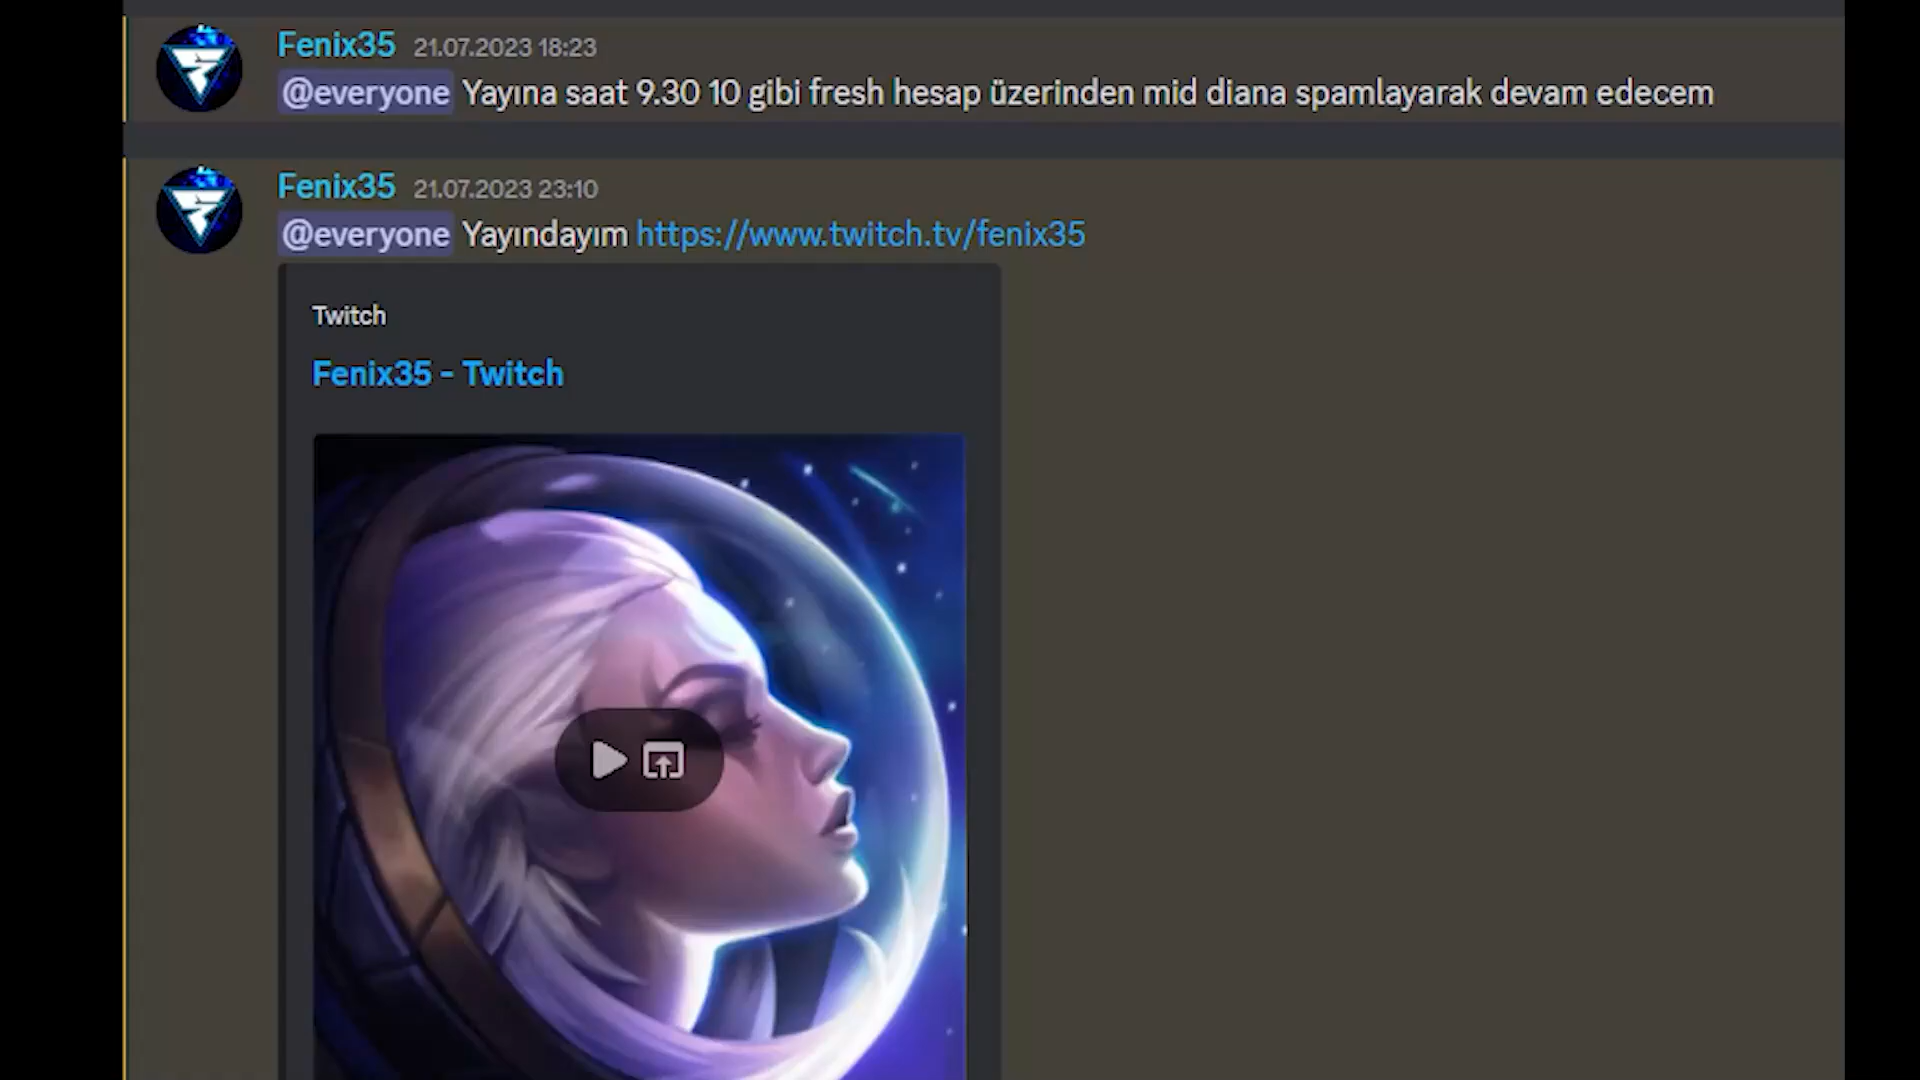 Fenix35 21.07.2023 18:23
@everyone Yayına saat 9.30 10 gibi fresh hesap üzerinden mid diana spamlayarak devam edecem
Fenix35 21.07.2023 23:10
@everyone Yayındayım https://www.twitch.tv/fenix35
Twitch
Fenix35 - Twitch